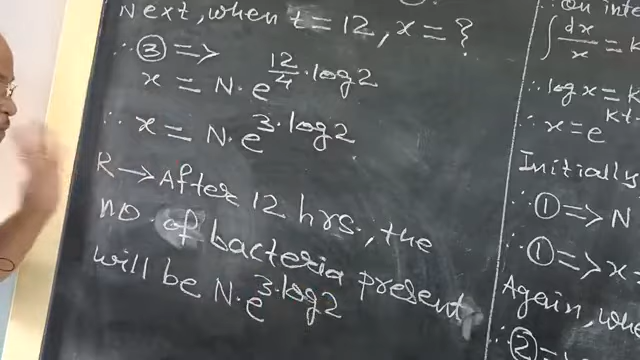 Next, when t = 12, x = ?
∴ ③ =>
x = N · e^{12/4 · log 2}
∴ x = N · e^{3 · log 2}
R → After 12 hrs., the
no. of bacteria present
will be N · e^{3 · log 2}
On inte
∫ dx/x = k
∴ log x = k
∴ x = e^{kt
Initially
∴ ① => N
∴ ① => x =
Again, whe
∴ ② =